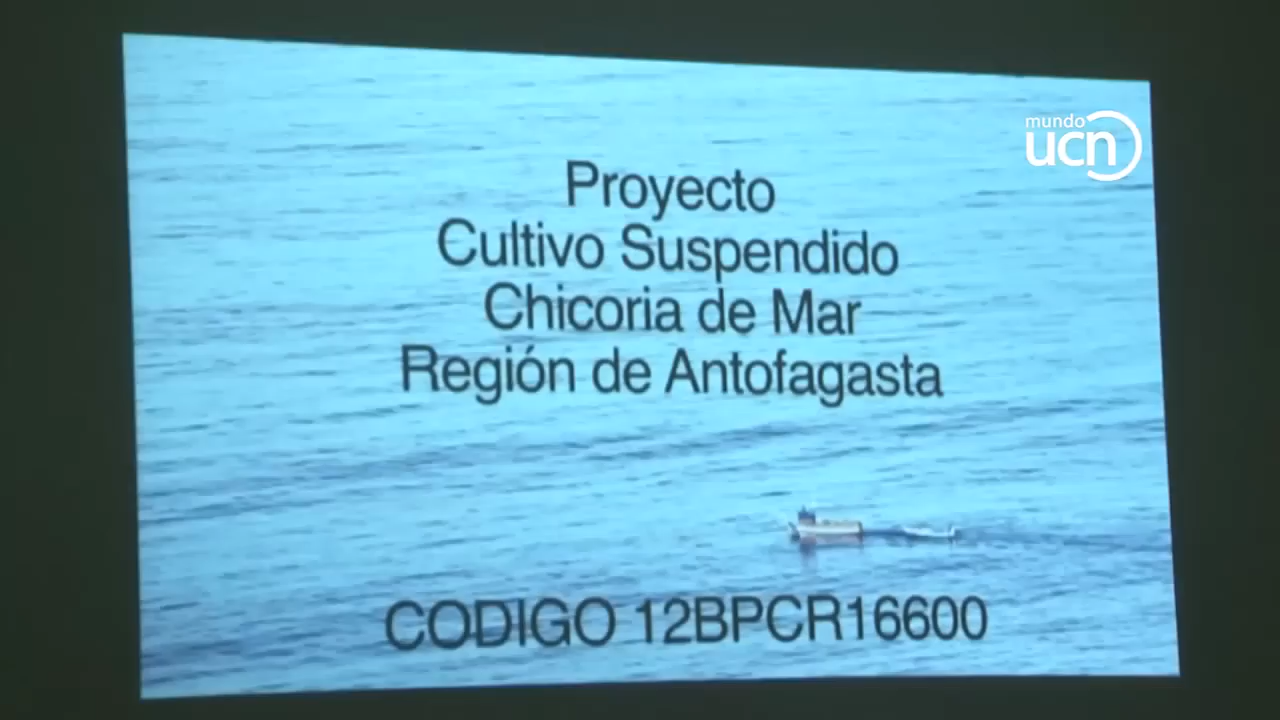 mundo
ucn
Proyecto
Cultivo Suspendido
Chicoria de Mar
Región de Antofagasta
CODIGO 12BPCR16600